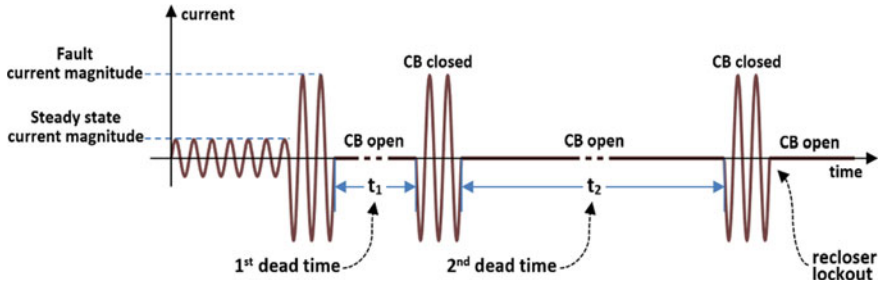 current
Fault
current magnitude
CB closed
CB closed
Steady state
current magnitude
CB open
CB open
CB open
time
t1
t2
1st dead time
2nd dead time
recloser
lockout